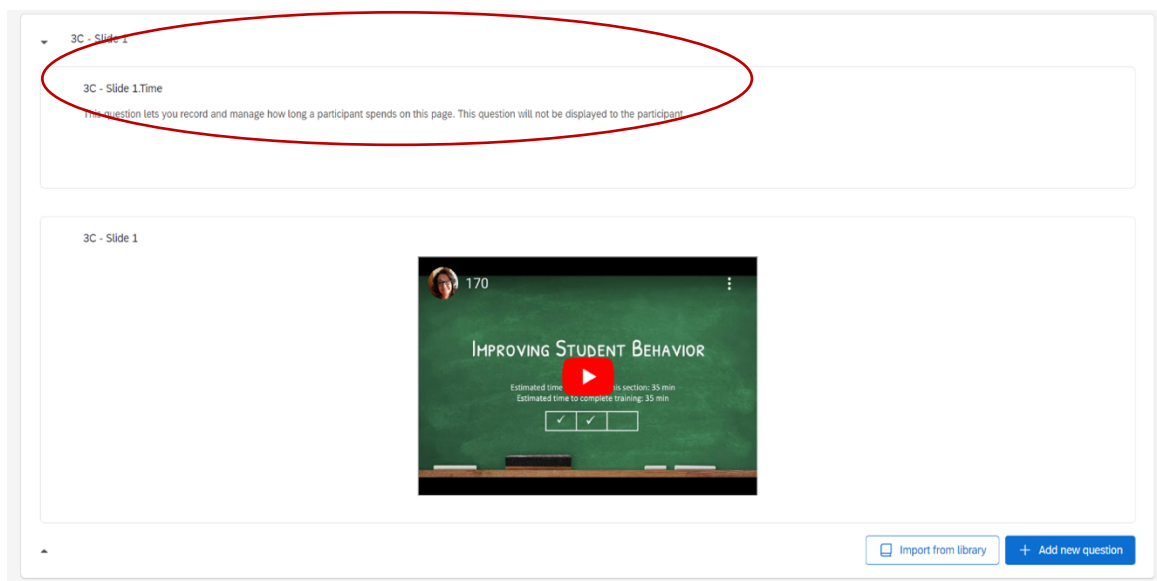 3C - Slide 1
3C - Slide 1.Time
This question lets you record and manage how long a participant spends on this page. This question will not be displayed to the participant.
3C - Slide 1
170
IMPROVING STUDENT BEHAVIOR
Estimated time his section: 35 min
Estimated time to complete training: 35 min
Import from library
+ Add new question